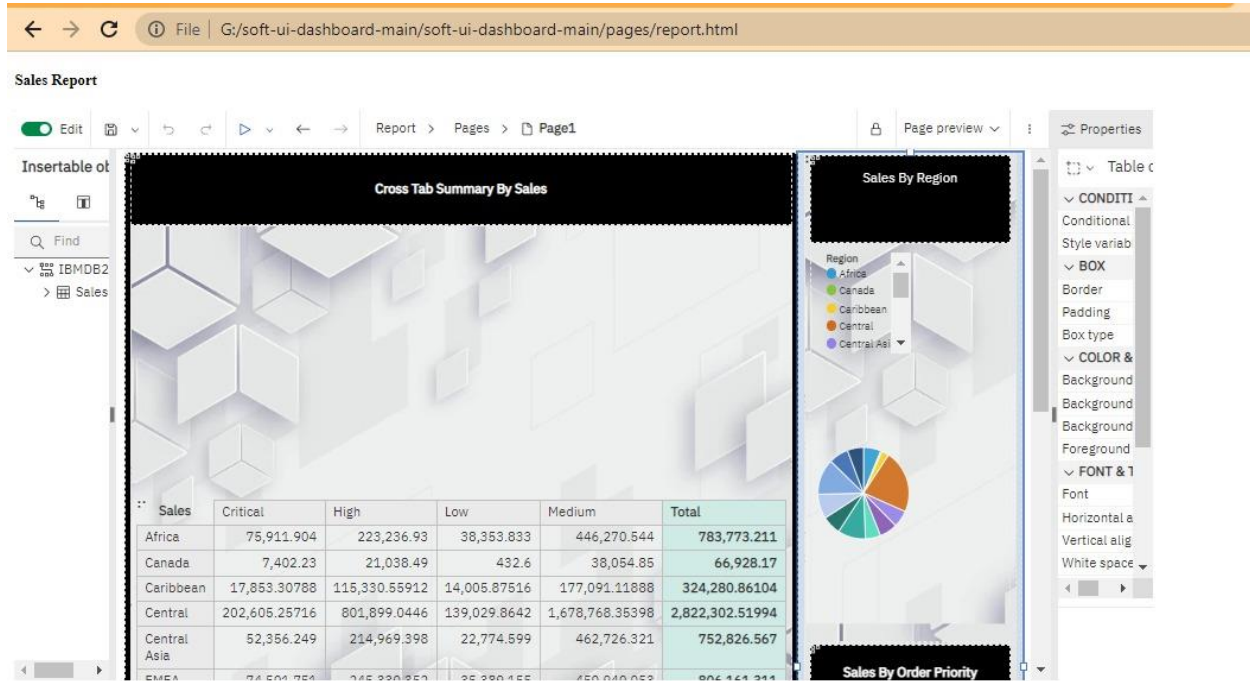 File | G:/soft-ui-dashboard-main/soft-ui-dashboard-main/pages/report.html
Sales Report
Edit Report > Pages > Page1 Page preview Properties
Insertable ob
Find
IBMDB2
Sales
Cross Tab Summary By Sales
Sales Critical High Low Medium Total
Africa 75,911.904 223,236.93 38,353.833 446,270.544 783,773.211
Canada 7,402.23 21,038.49 432.6 38,054.85 66,928.17
Caribbean 17,853.30788 115,330.55912 14,005.87516 177,091.11888 324,280.86104
Central 202,605.25716 801,899.0446 139,029.8642 1,678,768.35398 2,822,302.51994
Central 52,356.249 214,969.398 22,774.599 462,726.321 752,826.567
Asia
Sales By Region
Region
Africa
Canada
Caribbean
Central
Central Asi
Sales By Order Priority
Table c
CONDITI
Conditional
Style variab
BOX
Border
Padding
Box type
COLOR &
Background
Background
Background
Foreground
FONT & T
Font
Horizontal a
Vertical alig
White space